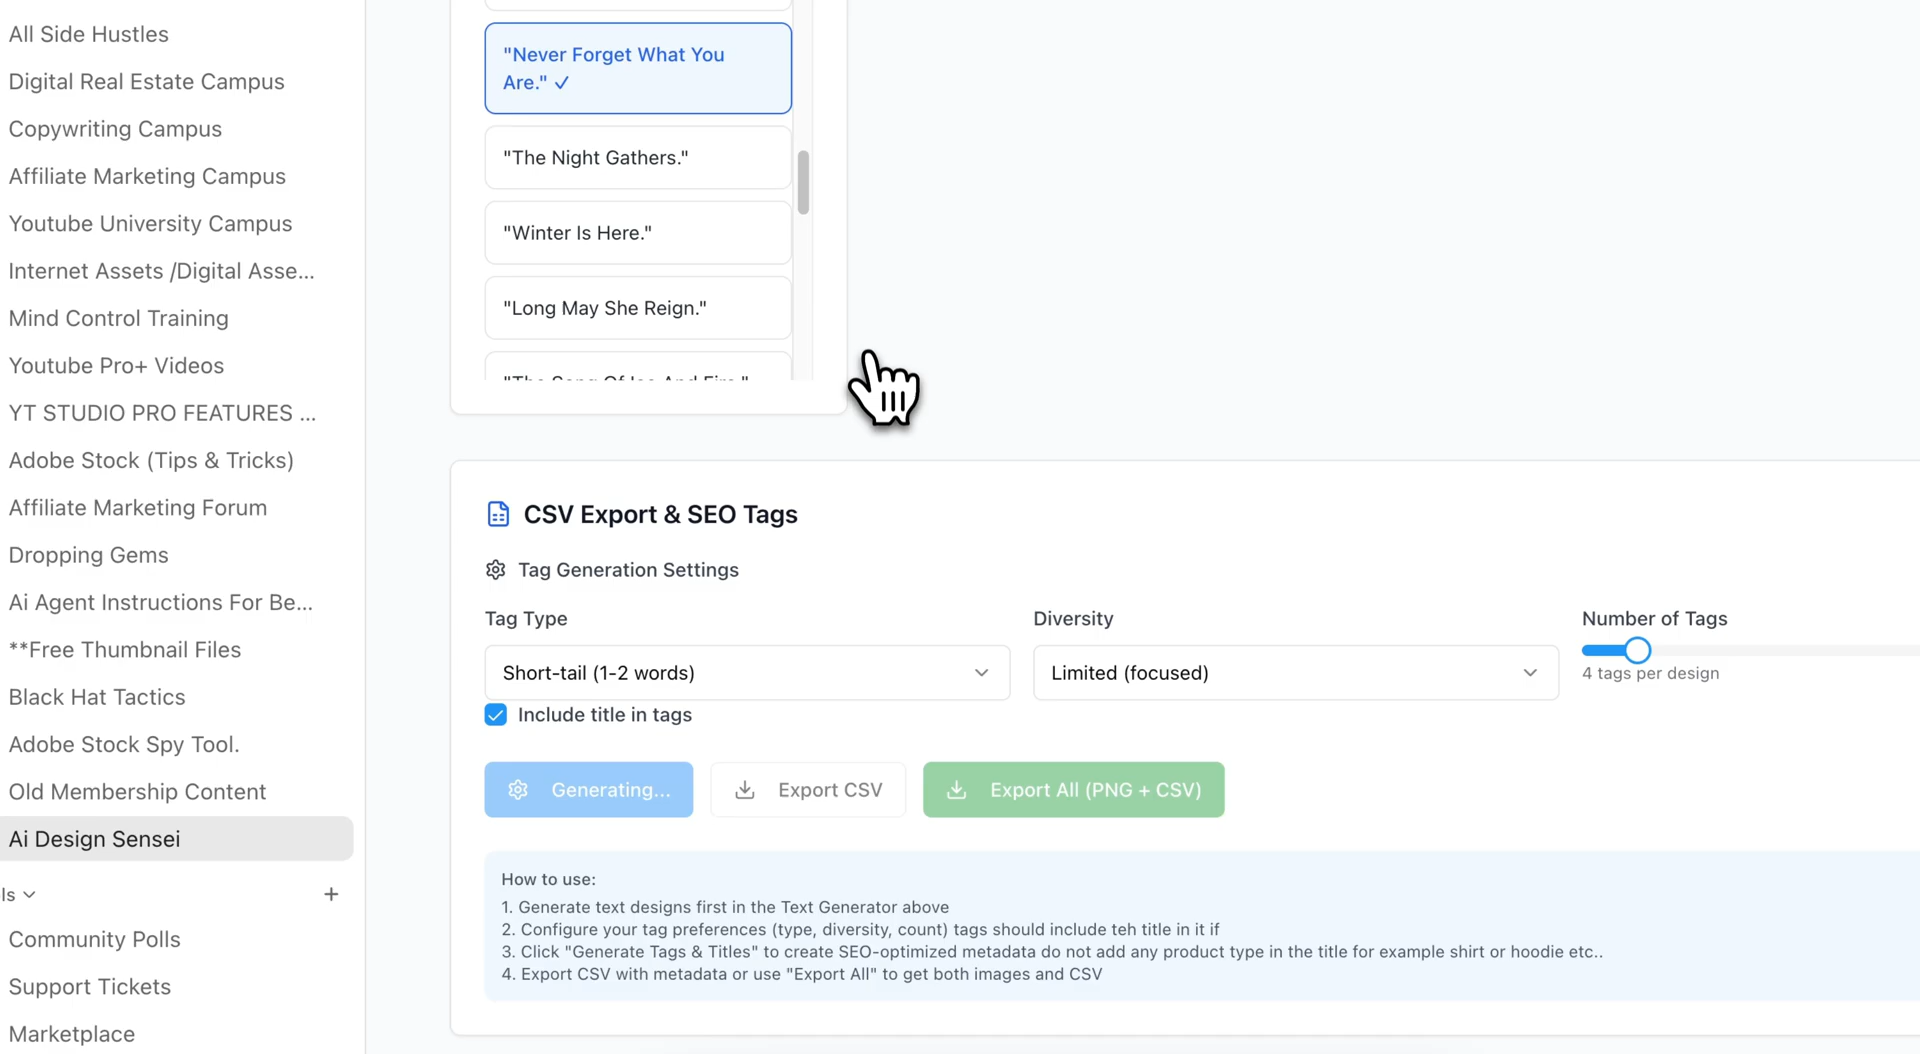 All Side Hustles
Digital Real Estate Campus
Copywriting Campus
Affiliate Marketing Campus
Youtube University Campus
Internet Assets /Digital Asse...
Mind Control Training
Youtube Pro+ Videos
YT STUDIO PRO FEATURES ...
Adobe Stock (Tips & Tricks)
Affiliate Marketing Forum
Dropping Gems
Ai Agent Instructions For Be...
**Free Thumbnail Files
Black Hat Tactics
Adobe Stock Spy Tool.
Old Membership Content
Ai Design Sensei
ls
Community Polls
Support Tickets
Marketplace
"Never Forget What You
Are." ✓
"The Night Gathers."
"Winter Is Here."
"Long May She Reign."
"The Song Of Ice And Fire."
CSV Export & SEO Tags
Tag Generation Settings
Tag Type
Diversity
Number of Tags
Short-tail (1-2 words)
Limited (focused)
4 tags per design
Include title in tags
Generating...
Export CSV
Export All (PNG + CSV)
How to use:
1. Generate text designs first in the Text Generator above
2. Configure your tag preferences (type, diversity, count) tags should include teh title in it if
3. Click "Generate Tags & Titles" to create SEO-optimized metadata do not add any product type in the title for example shirt or hoodie etc..
4. Export CSV with metadata or use "Export All" to get both images and CSV